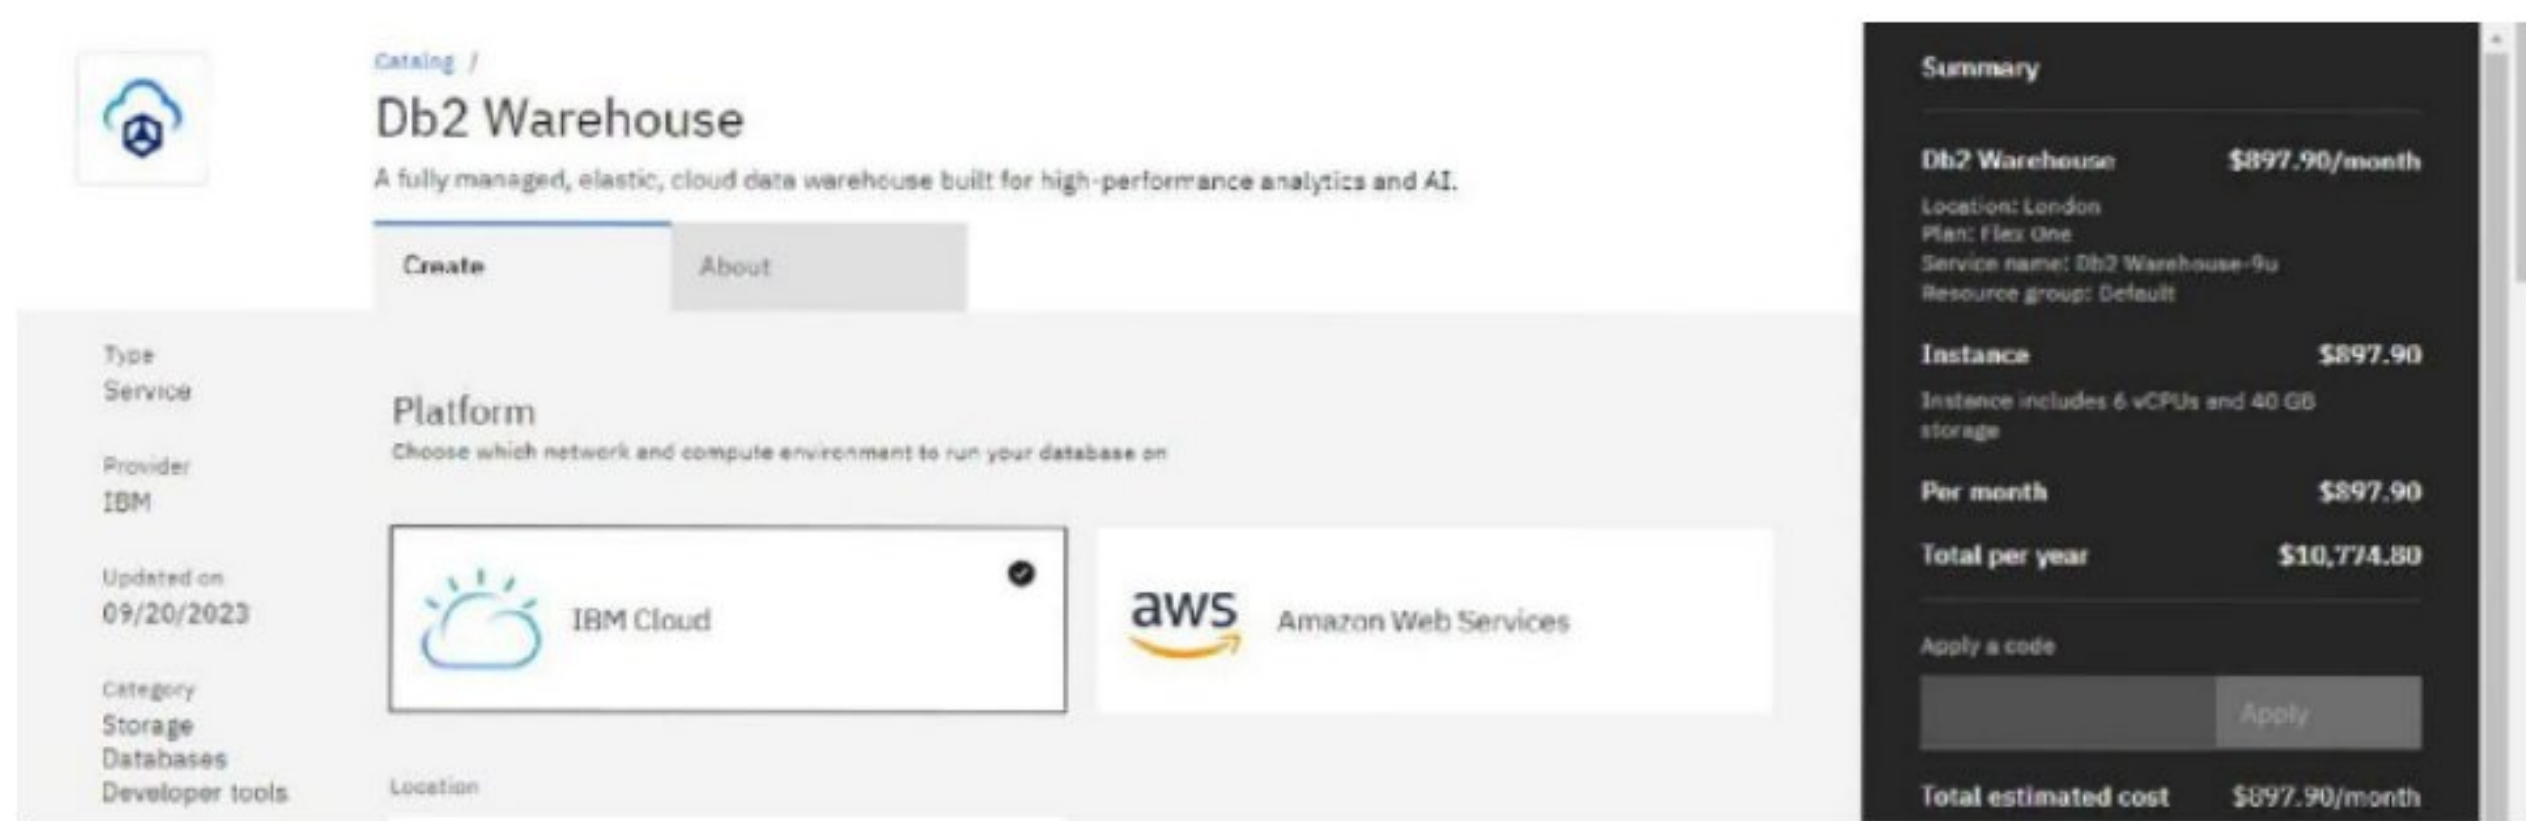 Catalog /
Db2 Warehouse
A fully managed, elastic, cloud data warehouse built for high-performance analytics and AI.
Create
About
Type
Service
Provider
IBM
Updated on
09/20/2023
Category
Storage
Databases
Developer tools
Platform
Choose which network and compute environment to run your database on
IBM Cloud
aws Amazon Web Services
Location
Summary
Db2 Warehouse $897.90/month
Location: London
Plan: Flex One
Service name: Db2 Warehouse-9u
Resource group: Default
Instance $897.90
Instance includes 6 vCPUs and 40 GB
storage
Per month $897.90
Total per year $10,774.80
Apply a code
Apply
Total estimated cost $897.90/month